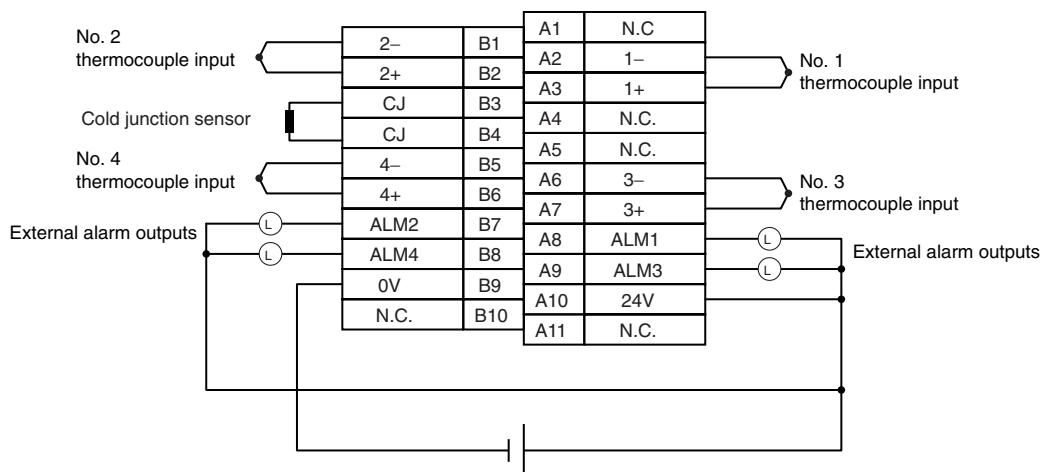 No. 2
thermocouple input
Cold junction sensor
No. 4
thermocouple input
External alarm outputs
L
L
2− B1
2+ B2
CJ B3
CJ B4
4− B5
4+ B6
ALM2 B7
ALM4 B8
0V B9
N.C. B10
A1 N.C
A2 1−
A3 1+
A4 N.C.
A5 N.C.
A6 3−
A7 3+
A8 ALM1
A9 ALM3
A10 24V
A11 N.C.
No. 1
thermocouple input
No. 3
thermocouple input
L
L
External alarm outputs